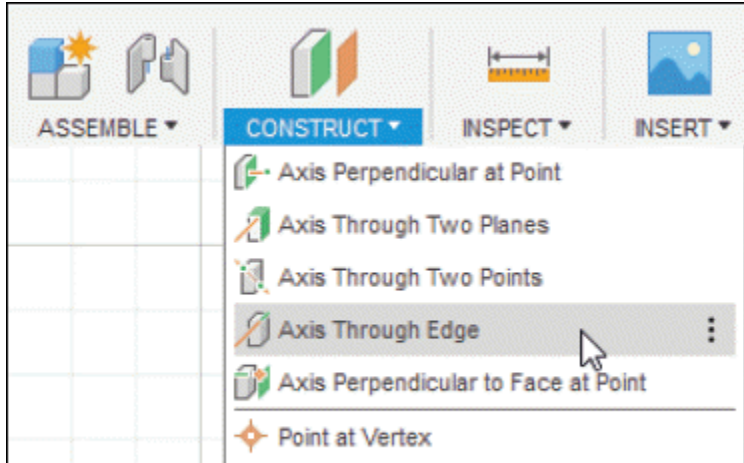 ASSEMBLE CONSTRUCT INSPECT INSERT
Axis Perpendicular at Point
Axis Through Two Planes
Axis Through Two Points
Axis Through Edge
Axis Perpendicular to Face at Point
Point at Vertex